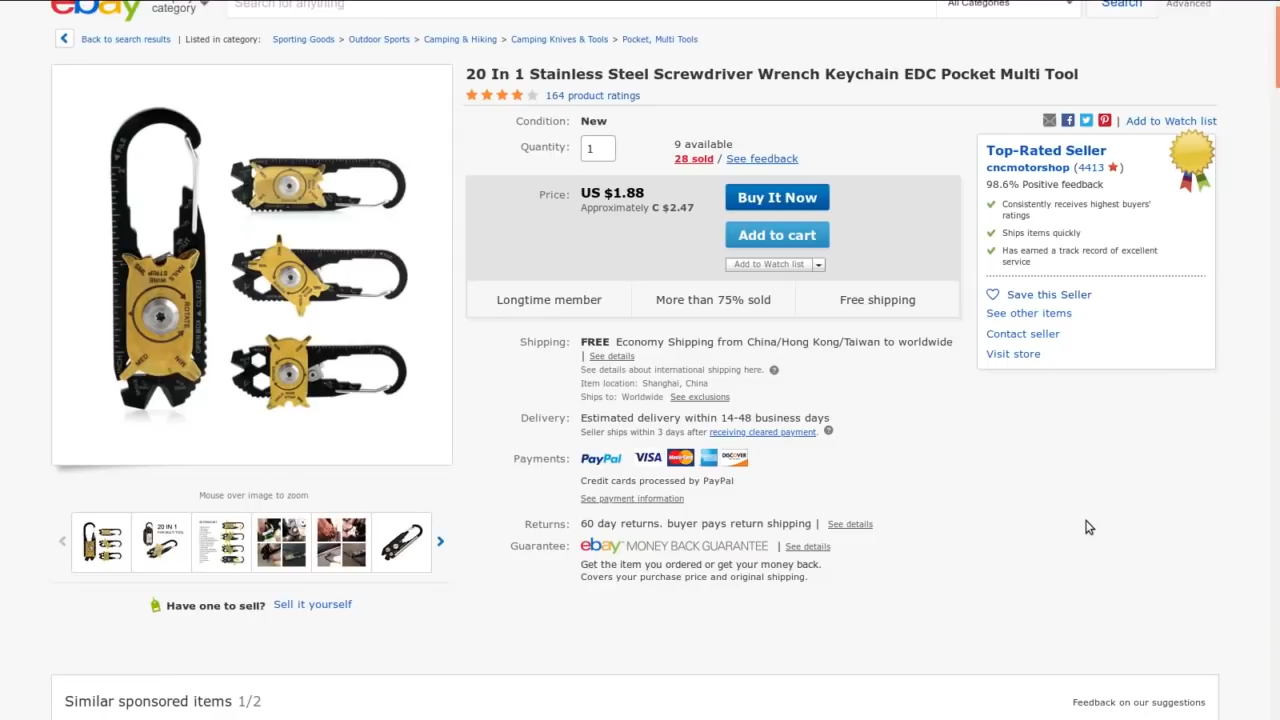 ebay
category
Search for anything
All Categories
Search
Advanced
Back to search results | Listed in category: Sporting Goods > Outdoor Sports > Camping & Hiking > Camping Knives & Tools > Pocket, Multi Tools
20 In 1 Stainless Steel Screwdriver Wrench Keychain EDC Pocket Multi Tool
164 product ratings
Condition: New
| Add to Watch list
Quantity: 1
9 available
28 sold / See feedback
Price: US $1.88
Approximately C $2.47
Buy It Now
Add to cart
Add to Watch list
Longtime member
More than 75% sold
Free shipping
Top-Rated Seller
cncmotorshop (4413 )
98.6% Positive feedback
Consistently receives highest buyers'
ratings
Ships items quickly
Has earned a track record of excellent
service
Save this Seller
See other items
Contact seller
Visit store
Shipping: FREE Economy Shipping from China/Hong Kong/Taiwan to worldwide
| See details
See details about international shipping here. ?
Item location: Shanghai, China
Ships to: Worldwide See exclusions
Delivery: Estimated delivery within 14-48 business days
Seller ships within 3 days after receiving cleared payment. ?
Payments: PayPal VISA MasterCard DISCOVER
Credit cards processed by PayPal
See payment information
Returns: 60 day returns. buyer pays return shipping | See details
Guarantee: ebay MONEY BACK GUARANTEE | See details
Get the item you ordered or get your money back.
Covers your purchase price and original shipping.
FILE
STRIP
ROTATE
OPEN BOX
CLOSED
MED
Mouse over image to zoom
20 IN 1
Have one to sell? Sell it yourself
Similar sponsored items 1/2
Feedback on our suggestions